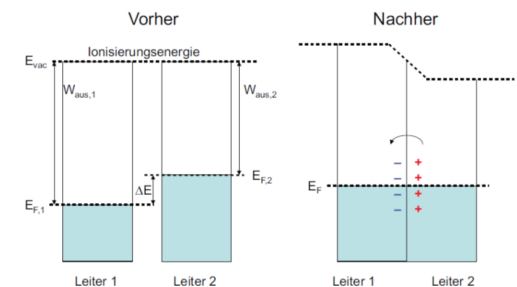 Vorher
Nachher
Ionisierungsenergie
E_vac
W_aus,1
W_aus,2
E_F,2
ΔE
E_F,1
E_F
− +
− +
− +
− +
Leiter 1
Leiter 2
Leiter 1
Leiter 2